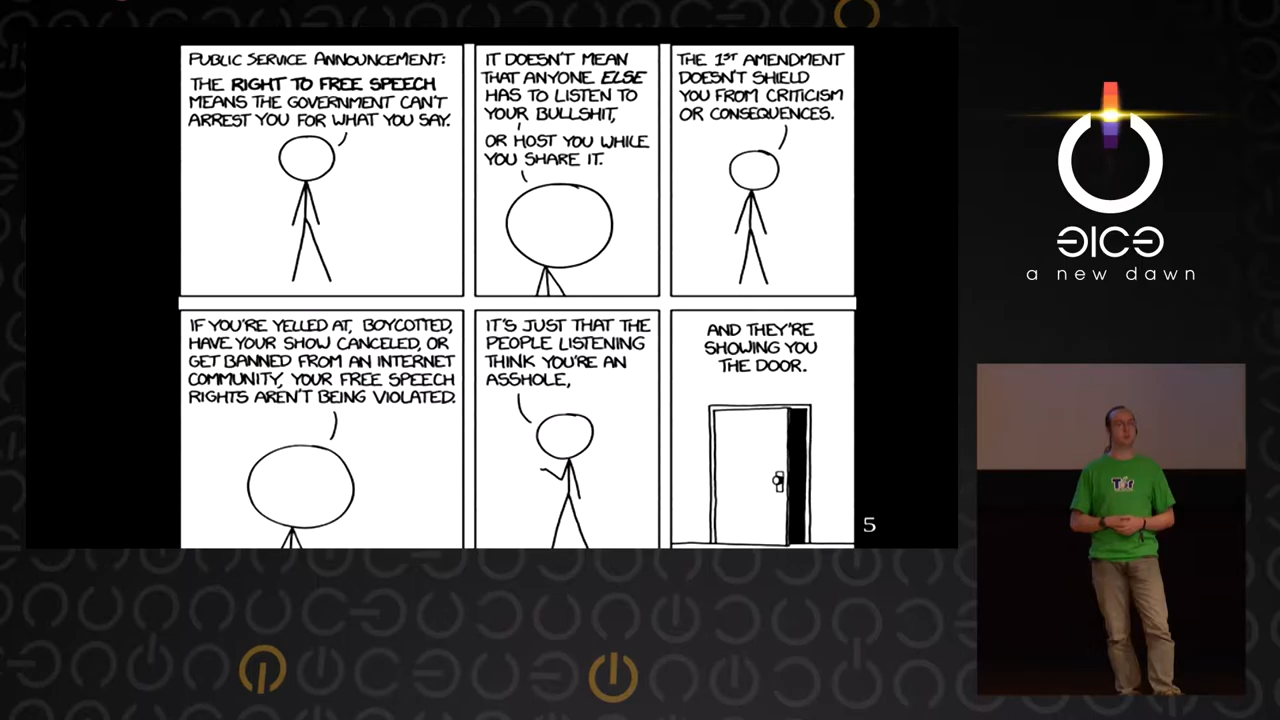 PUBLIC SERVICE ANNOUNCEMENT:
THE RIGHT TO FREE SPEECH
MEANS THE GOVERNMENT CAN'T
ARREST YOU FOR WHAT YOU SAY.
IT DOESN'T MEAN
THAT ANYONE ELSE
HAS TO LISTEN TO
YOUR BULLSHIT,
OR HOST YOU WHILE
YOU SHARE IT.
THE 1ST AMENDMENT
DOESN'T SHIELD
YOU FROM CRITICISM
OR CONSEQUENCES.
IF YOU'RE YELLED AT, BOYCOTTED,
HAVE YOUR SHOW CANCELED, OR
GET BANNED FROM AN INTERNET
COMMUNITY, YOUR FREE SPEECH
RIGHTS AREN'T BEING VIOLATED.
IT'S JUST THAT THE
PEOPLE LISTENING
THINK YOU'RE AN
ASSHOLE,
AND THEY'RE
SHOWING YOU
THE DOOR.
5
ƎICƎ
a new dawn
Tor